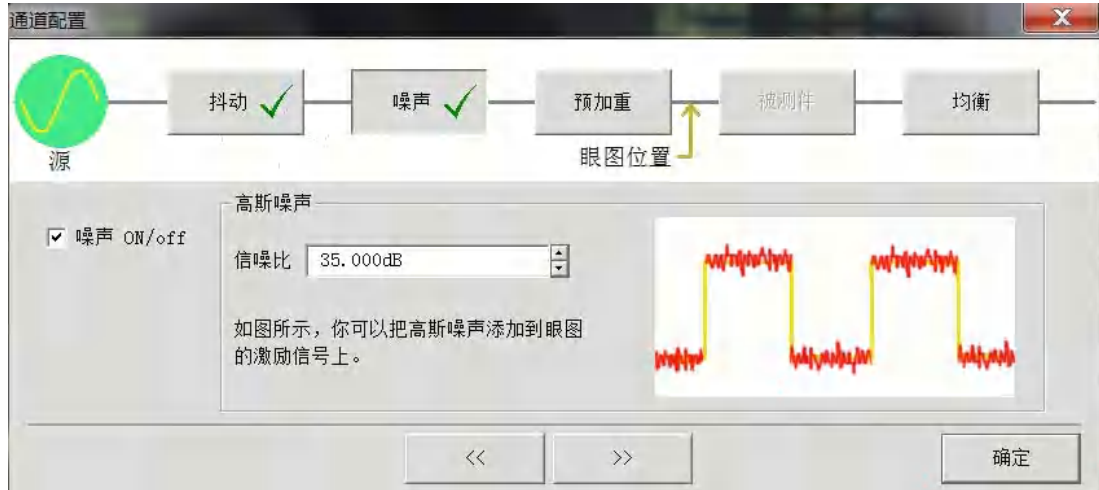 通道配置
抖动
噪声
预加重
被测件
均衡
源
眼图位置
高斯噪声
噪声 ON/off
信噪比
35.000dB
如图所示，你可以把高斯噪声添加到眼图
的激励信号上。
<<
>>
确定